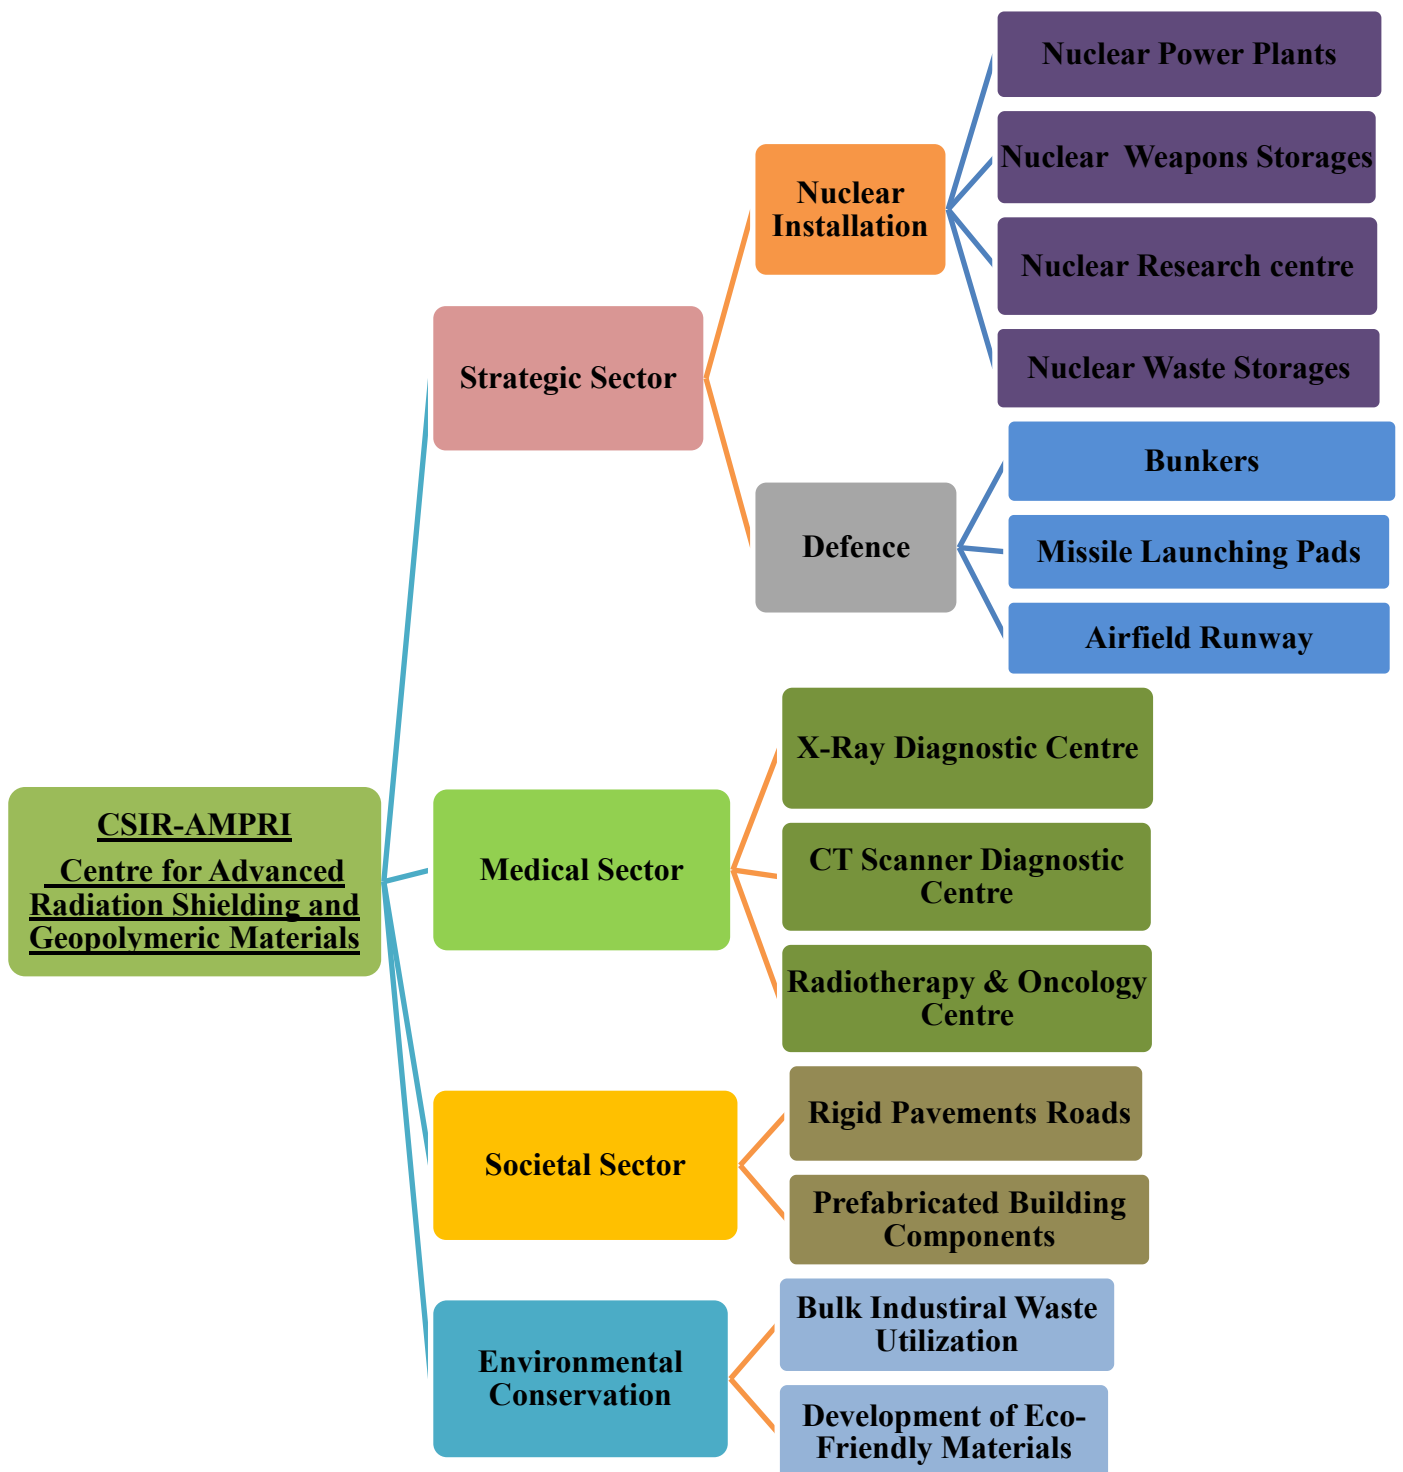 Nuclear Power Plants
Nuclear  Weapons Storages
Nuclear
Installation
Nuclear Research centre
Nuclear Waste Storages
Strategic Sector
Bunkers
Defence
Missile Launching Pads
Airfield Runway
X-Ray Diagnostic Centre
CSIR-AMPRI
Centre for Advanced
Radiation Shielding and
Geopolymeric Materials
Medical Sector
CT Scanner Diagnostic
Centre
Radiotherapy & Oncology
Centre
Societal Sector
Rigid Pavements Roads
Prefabricated Building
Components
Environmental
Conservation
Bulk Industiral Waste
Utilization
Development of Eco-
Friendly Materials